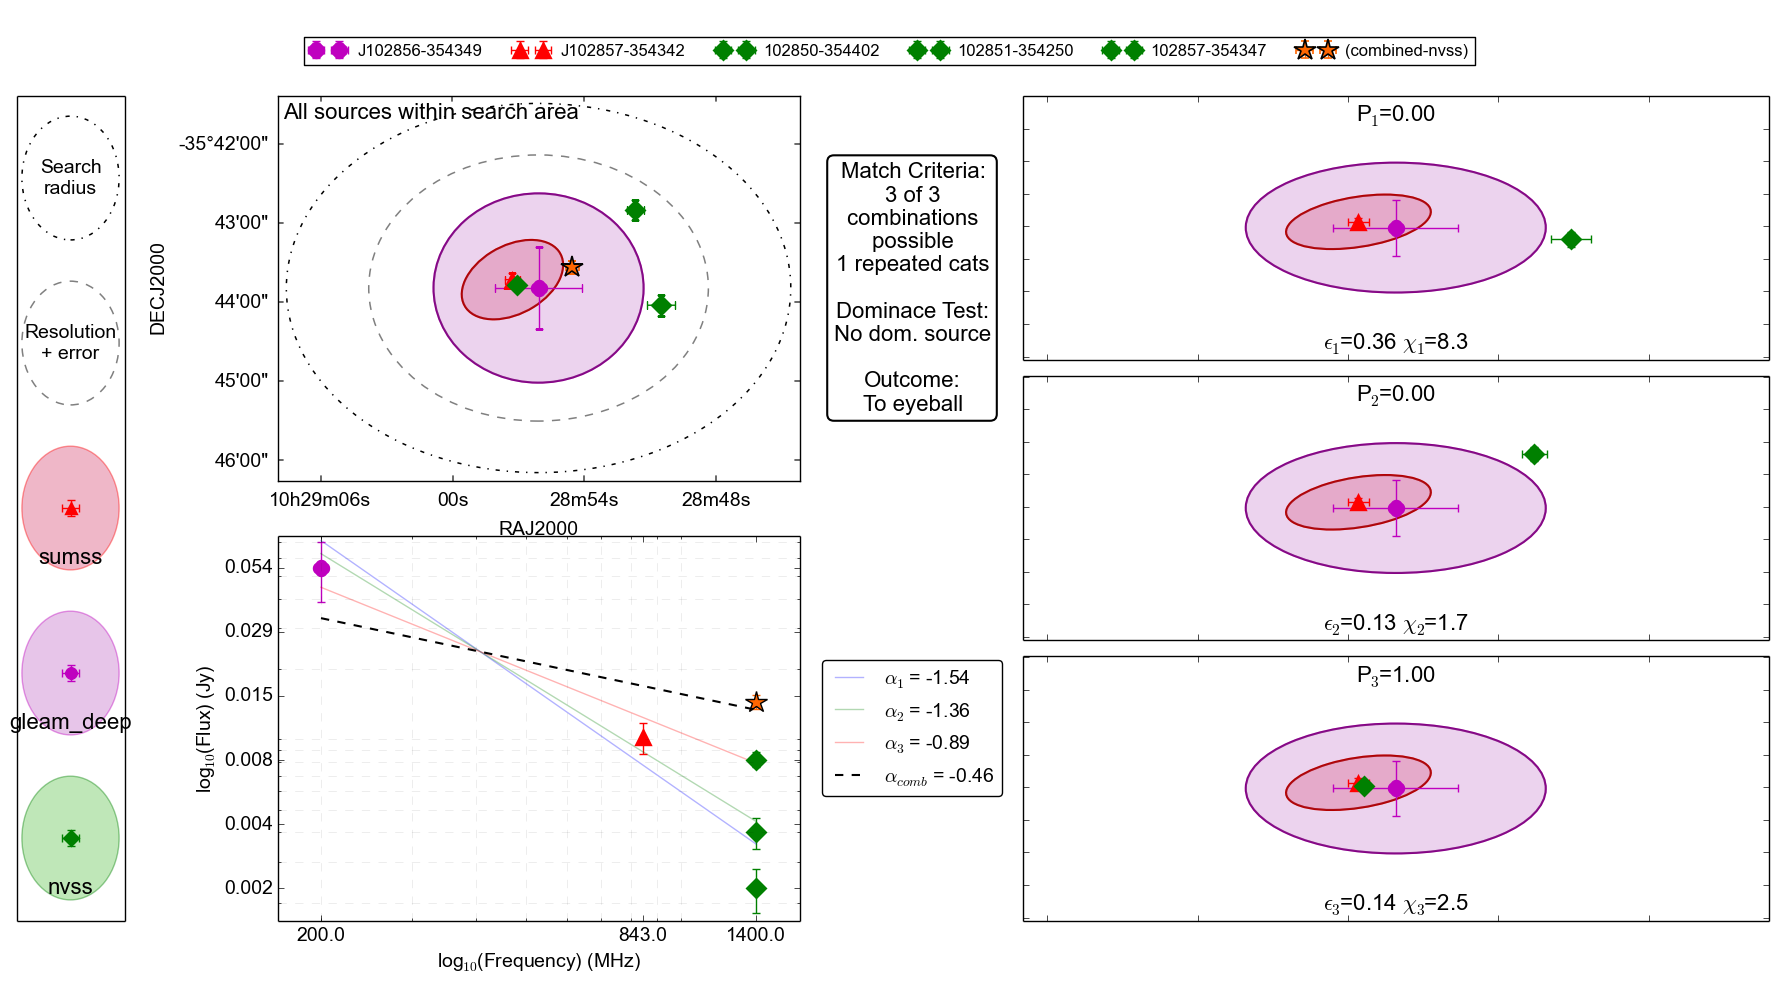 J102856-354349
J102857-354342
102850-354402
102851-354250
102857-354347
(combined-nvss)
Search
radius
Resolution
+ error
sumss
gleam_deep
nvss
All sources within search area
DECJ2000
-35°42'00"
43'00"
44'00"
45'00"
46'00"
10h29m06s
00s
28m54s
28m48s
RAJ2000
Match Criteria:
3 of 3
combinations
possible
1 repeated cats
Dominace Test:
No dom. source
Outcome:
To eyeball
log₁₀(Flux) (Jy)
0.054
0.029
0.015
0.008
0.004
0.002
200.0
843.0
1400.0
log₁₀(Frequency) (MHz)
α₁ = -1.54
α₂ = -1.36
α₃ = -0.89
α_comb = -0.46
P₁=0.00
ϵ₁=0.36 χ₁=8.3
P₂=0.00
ϵ₂=0.13 χ₂=1.7
P₃=1.00
ϵ₃=0.14 χ₃=2.5